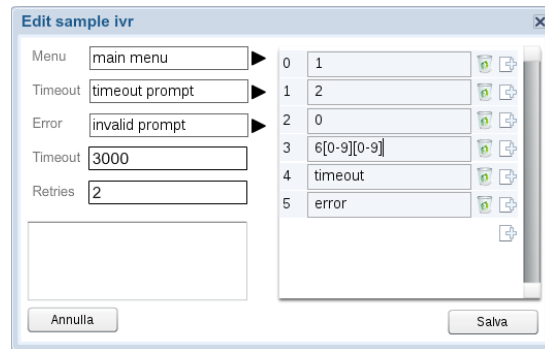 Edit sample ivr
Menu main menu
Timeout timeout prompt
Error invalid prompt
Timeout 3000
Retries 2
0 1
1 2
2 0
3 6[0-9][0-9]
4 timeout
5 error
Annulla
Salva